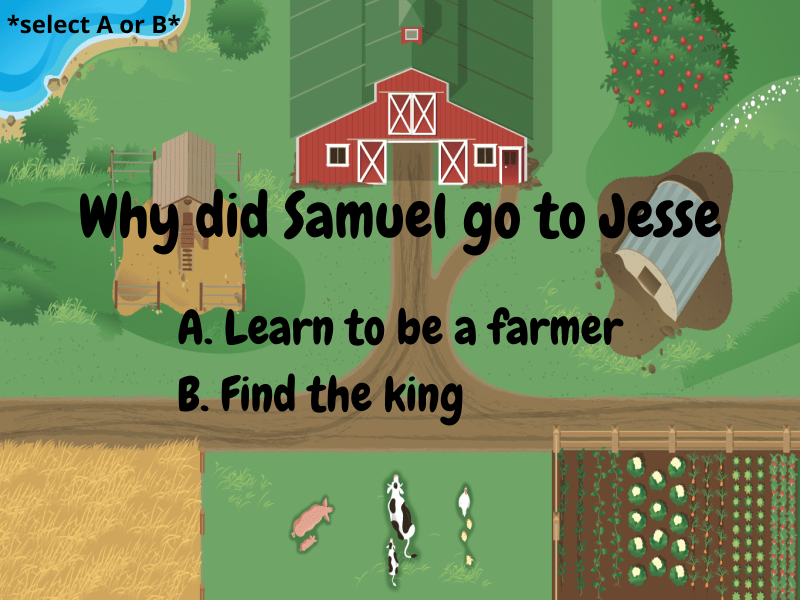 *select A or B*
Why did Samuel go to Jesse
A. Learn to be a farmer
B. Find the king